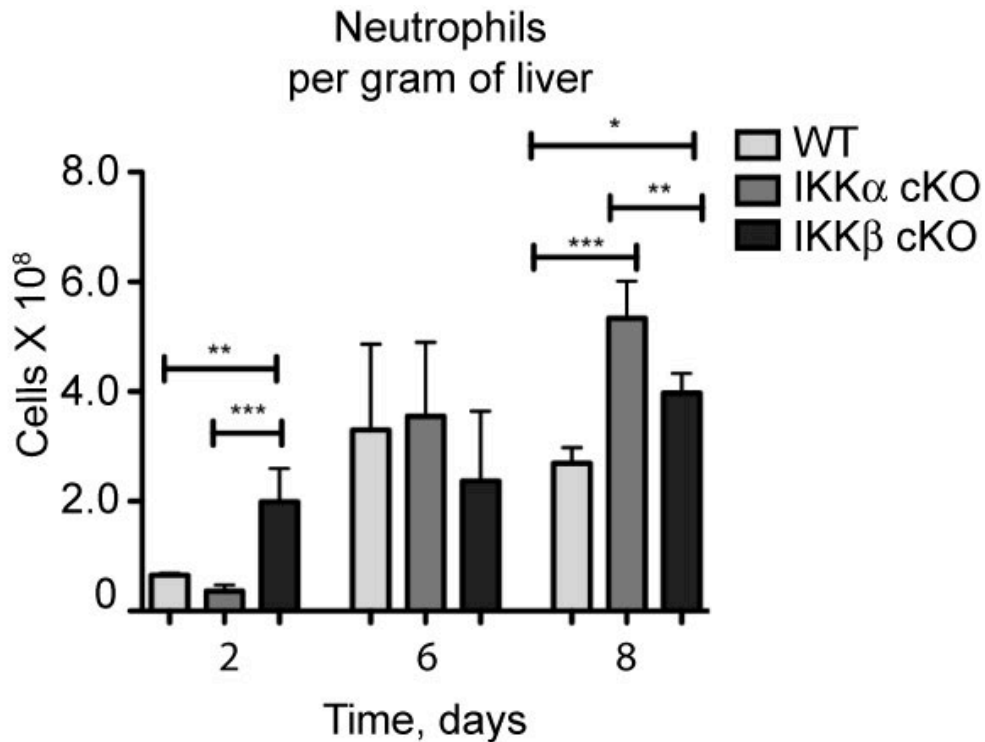 Neutrophils
per gram of liver
*
WT
8.0
**
IKKα cKO
***
IKKβ cKO
6.0
**
4.0
***
2.0
0
Cells X 10⁸
2 6 8
Time, days